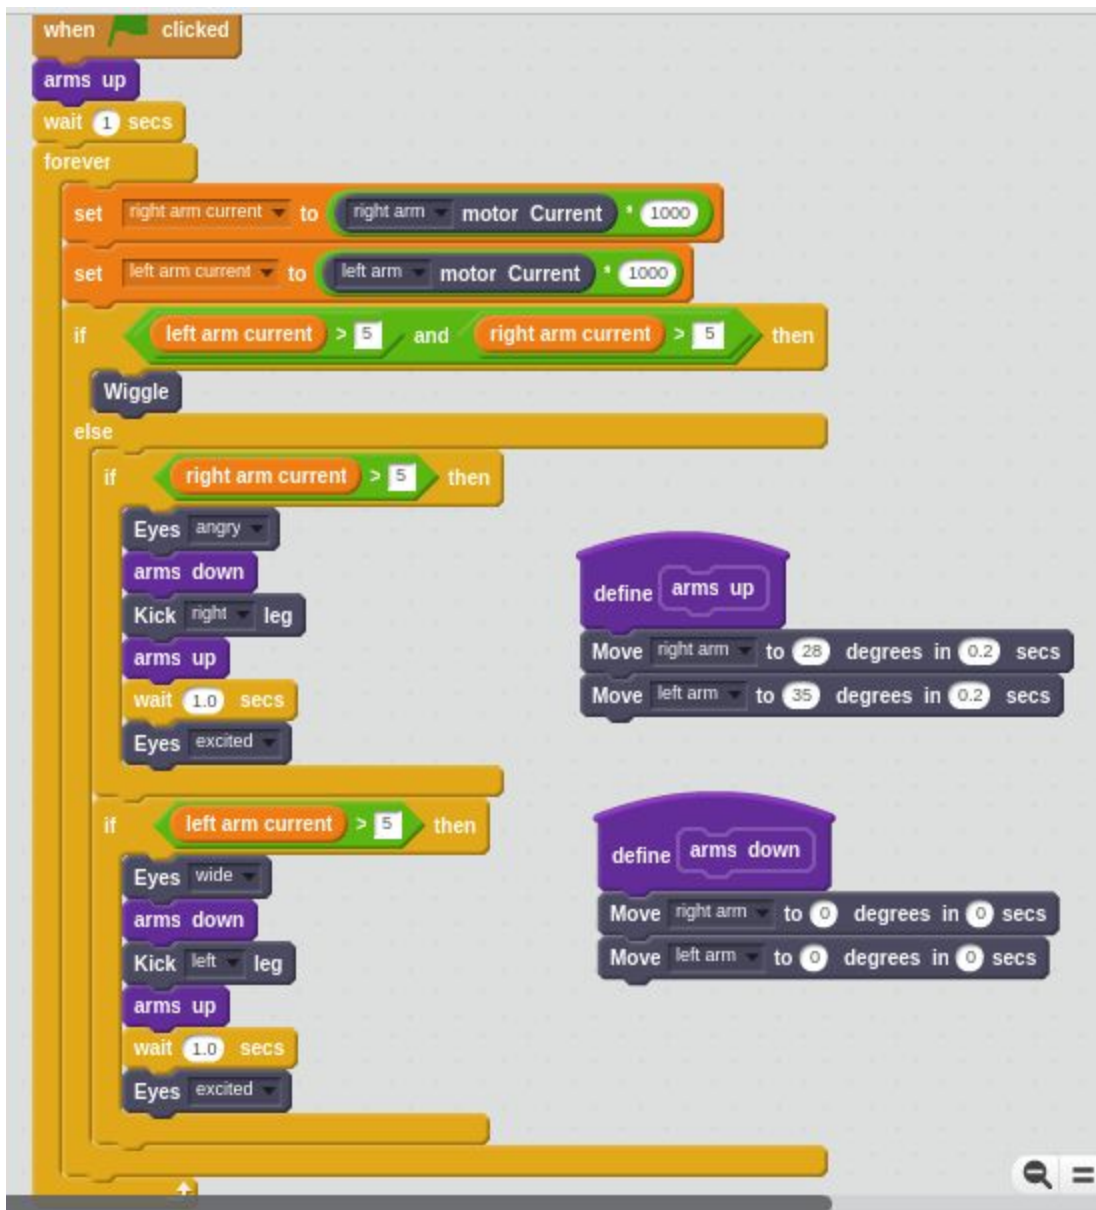 when clicked
arms up
wait 1 secs
forever
set right arm current to right arm motor Current * 1000
set left arm current to left arm motor Current * 1000
if left arm current > 5 and right arm current > 5 then
Wiggle
else
if right arm current > 5 then
Eyes angry
arms down
Kick right leg
arms up
wait 1.0 secs
Eyes excited
if left arm current > 5 then
Eyes wide
arms down
Kick left leg
arms up
wait 1.0 secs
Eyes excited
define arms up
Move right arm to 28 degrees in 0.2 secs
Move left arm to 35 degrees in 0.2 secs
define arms down
Move right arm to 0 degrees in 0 secs
Move left arm to 0 degrees in 0 secs